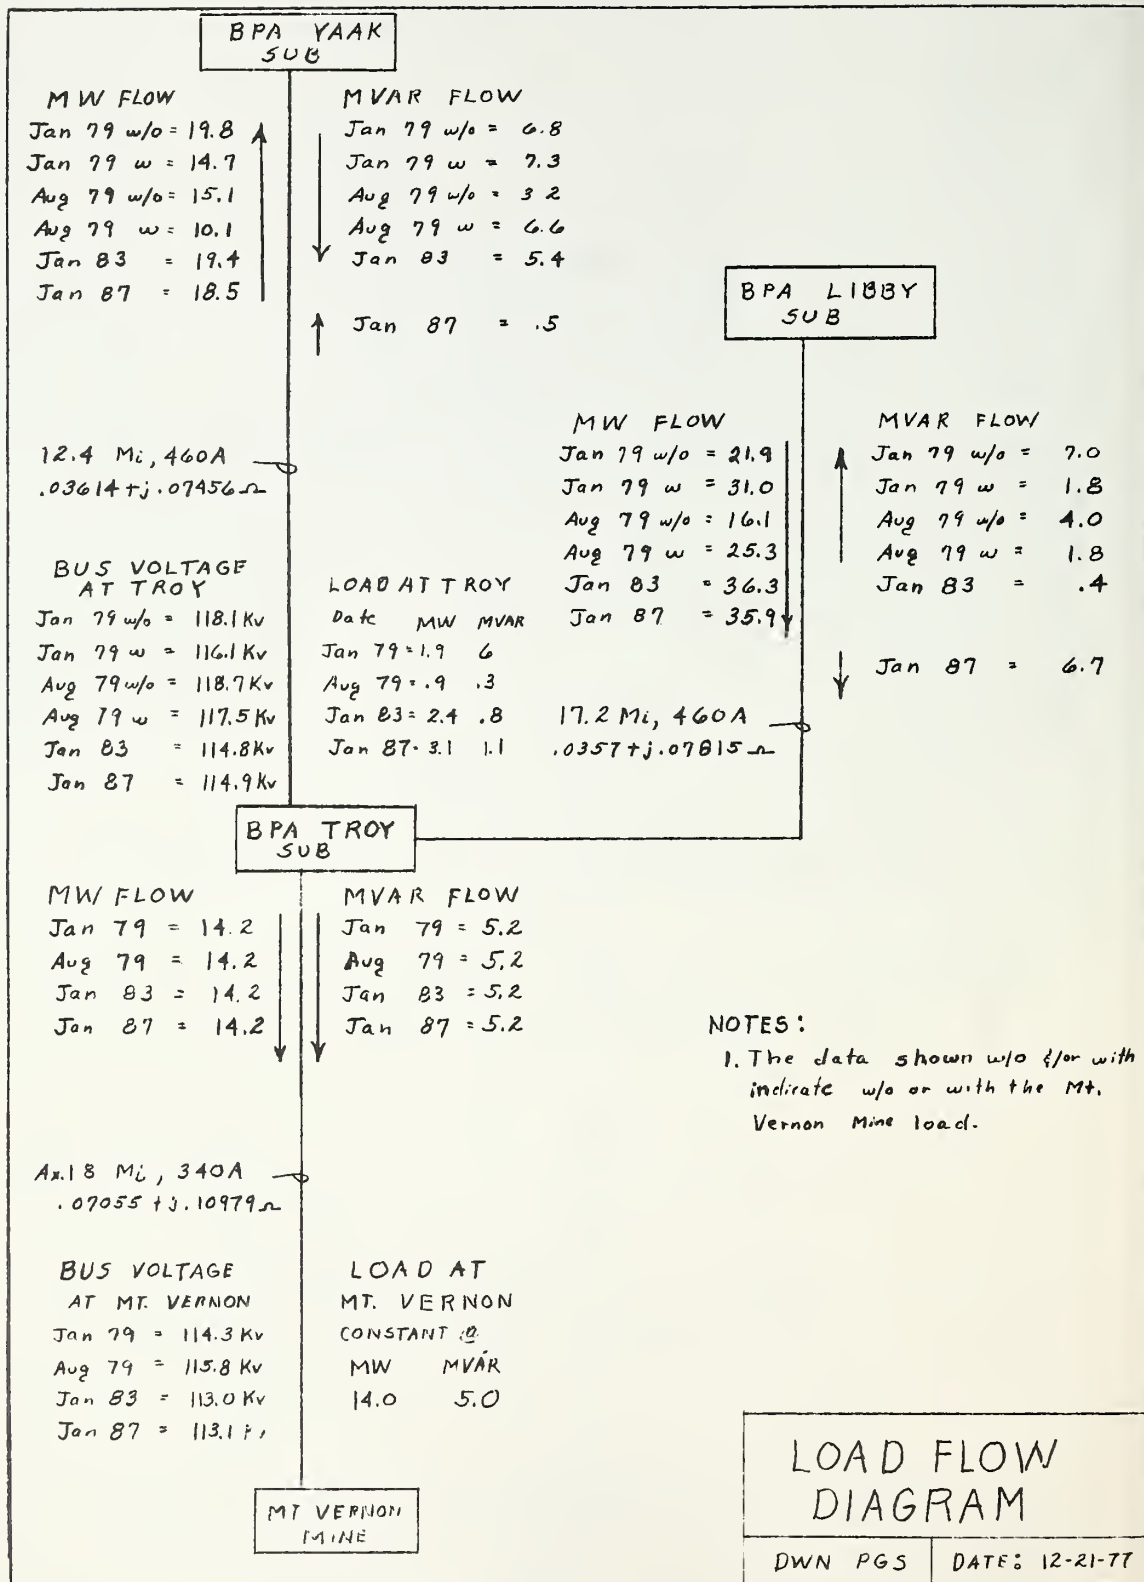 BPA YAAK
SUB
MW FLOW
Jan 79 w/o = 19.8
Jan 79 w = 14.7
Aug 79 w/o = 15.1
Aug 79 w = 10.1
Jan 83 = 19.4
Jan 87 = 18.5
MVAR FLOW
Jan 79 w/o = 6.8
Jan 79 w = 7.3
Aug 79 w/o = 3 2
Aug 79 w = 6.6
Jan 83 = 5.4
Jan 87 = .5
BPA LIBBY
SUB
MW FLOW
Jan 79 w/o = 21.9
Jan 79 w = 31.0
Aug 79 w/o = 16.1
Aug 79 w = 25.3
Jan 83 = 36.3
Jan 87 = 35.9
MVAR FLOW
Jan 79 w/o = 7.0
Jan 79 w = 1.8
Aug 79 w/o = 4.0
Aug 79 w = 1.8
Jan 83 = .4
Jan 87 = 6.7
12.4 Mi, 460A
.03614+j.07456Ω
BUS VOLTAGE
AT TROY
Jan 79 w/o = 118.1 Kv
Jan 79 w = 116.1 Kv
Aug 79 w/o = 118.7 Kv
Aug 79 w = 117.5 Kv
Jan 83 = 114.8 Kv
Jan 87 = 114.9 Kv
LOAD AT TROY
Date MW MVAR
Jan 79 = 1.9 6
Aug 79 = .9 .3
Jan 83 = 2.4 .8
Jan 87 = 3.1 1.1
17.2 Mi, 460A
.0357+j.07815Ω
BPA TROY
SUB
MW FLOW
Jan 79 = 14.2
Aug 79 = 14.2
Jan 83 = 14.2
Jan 87 = 14.2
MVAR FLOW
Jan 79 = 5.2
Aug 79 = 5.2
Jan 83 = 5.2
Jan 87 = 5.2
NOTES:
1. The data shown w/o &/or with
indicate w/o or with the Mt.
Vernon Mine load.
Ax.18 Mi, 340A
.07055 + j.10979Ω
BUS VOLTAGE
AT MT. VERNON
Jan 79 = 114.3 Kv
Aug 79 = 115.8 Kv
Jan 83 = 113.0 Kv
Jan 87 = 113.1
LOAD AT
MT. VERNON
CONSTANT @
MW MVAR
14.0 5.0
MT VERNON
MINE
LOAD FLOW
DIAGRAM
DWN PGS
DATE: 12-21-77